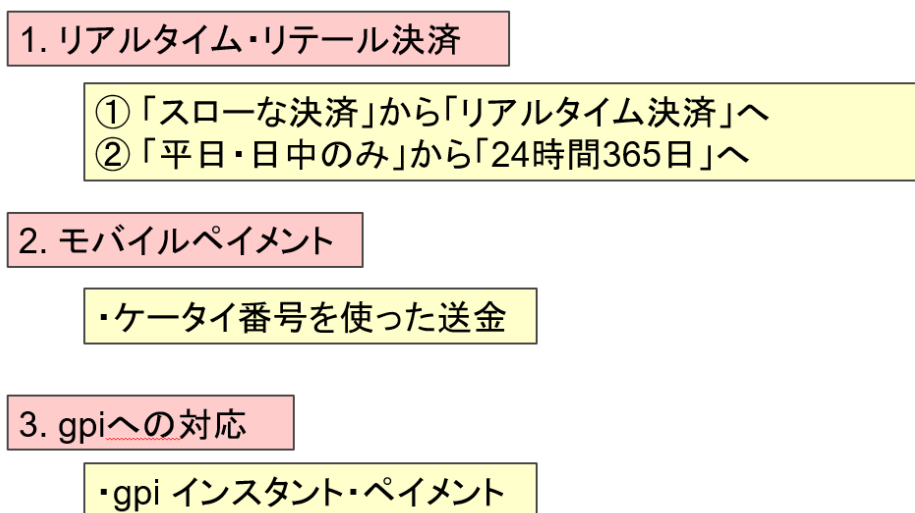 1. リアルタイム・リテール決済
① 「スローな決済」から「リアルタイム決済」へ
② 「平日・日中のみ」から「24時間365日」へ
2. モバイルペイメント
・ケータイ番号を使った送金
3. gpiへの対応
・gpi インスタント・ペイメント